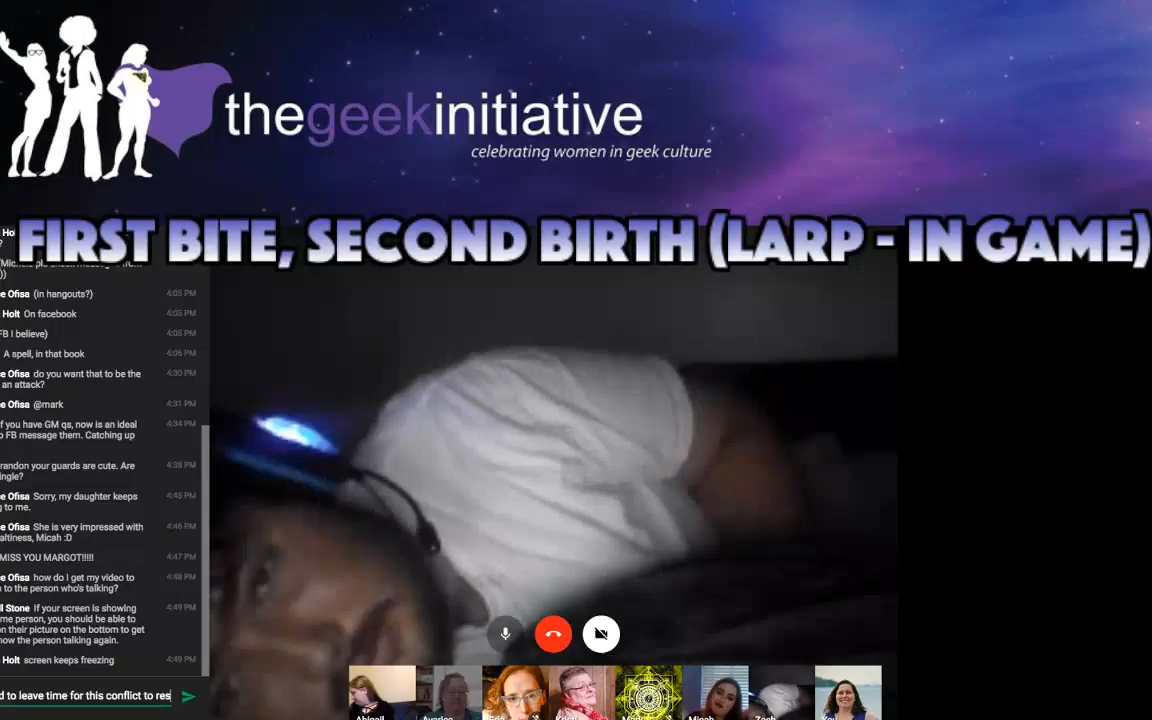 thegeekinitiative
celebrating women in geek culture
FIRST BITE, SECOND BIRTH (LARP - IN GAME)
Ho
?
))
e Ofisa (in hangouts?) 4:05 PM
Holt On facebook 4:05 PM
FB I believe) 4:05 PM
A spell, in that book 4:06 PM
e Ofisa do you want that to be the 4:30 PM
an attack?
e Ofisa @mark 4:31 PM
f you have GM qs, now is an ideal 4:34 PM
o FB message them. Catching up
randon your guards are cute. Are 4:38 PM
ingle?
e Ofisa Sorry, my daughter keeps 4:45 PM
g to me.
e Ofisa She is very impressed with 4:46 PM
altiness, Micah :D
MISS YOU MARGOT!!!!! 4:47 PM
e Ofisa how do I get my video to 4:48 PM
n to the person who's talking?
il Stone If your screen is showing 4:49 PM
me person, you should be able to
on their picture on the bottom to get
how the person talking again.
Holt screen keeps freezing 4:49 PM
d to leave time for this conflict to res
Abigail
Micah
Zach
You